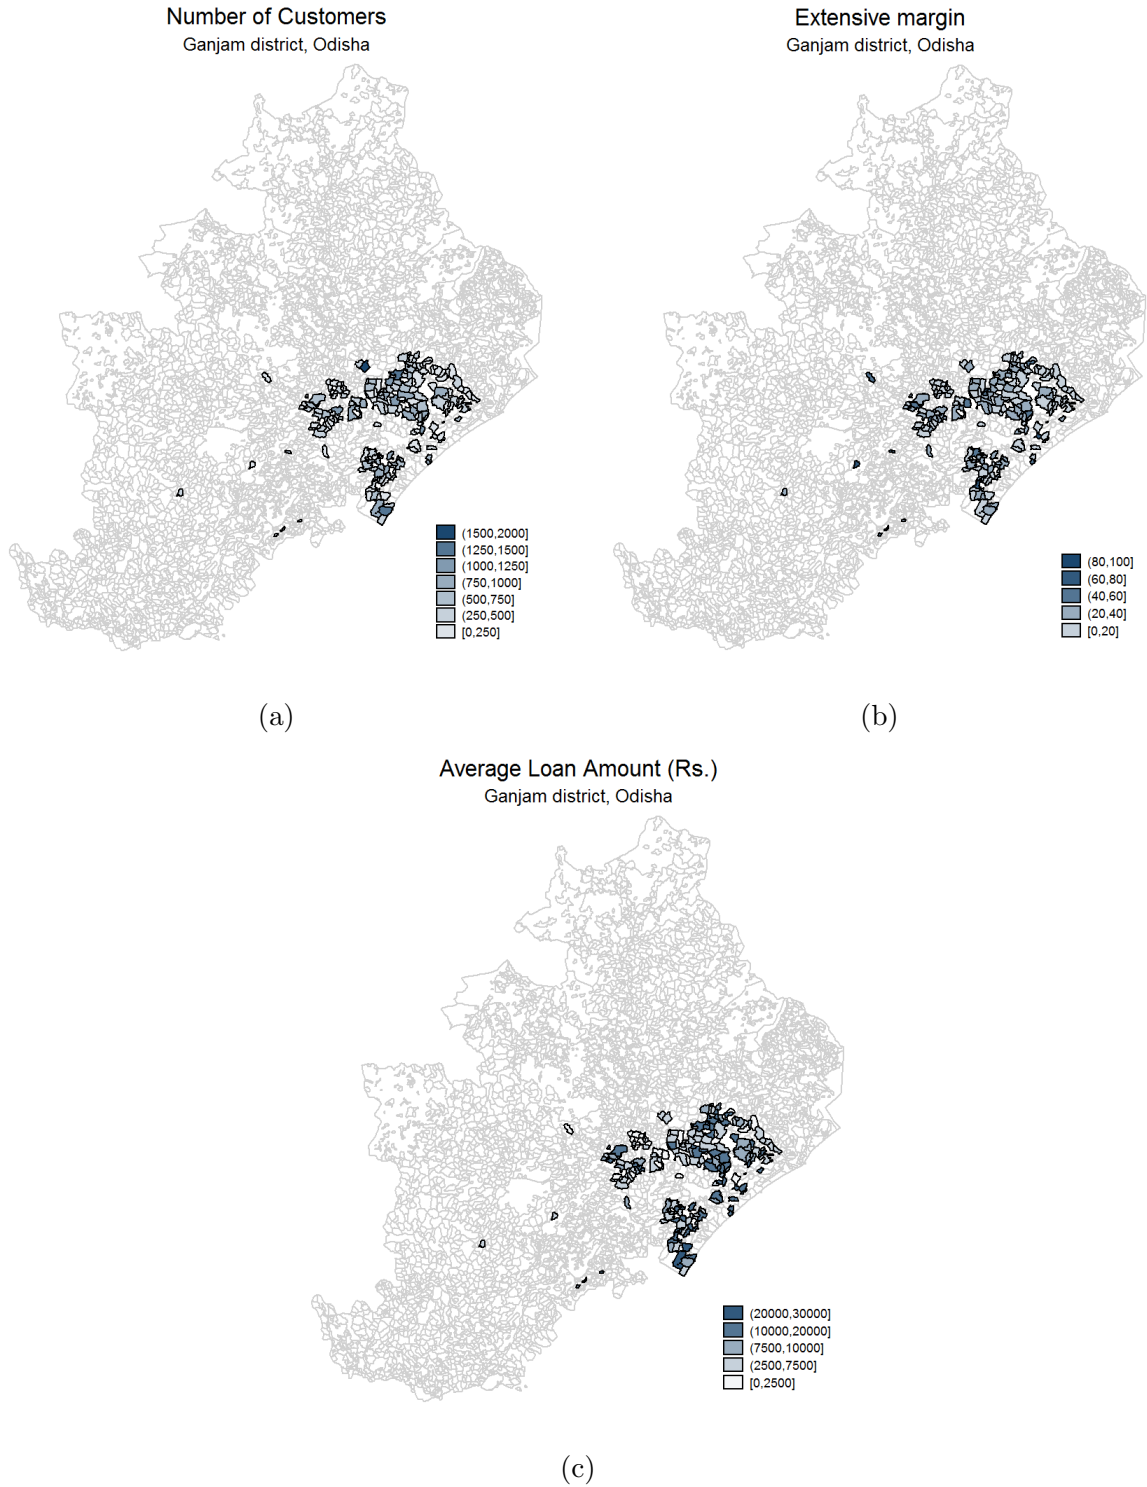 Number of Customers
Ganjam district, Odisha
(1500,2000]
(1250,1500]
(1000,1250]
(750,1000]
(500,750]
(250,500]
[0,250]
(a)
Extensive margin
Ganjam district, Odisha
(80,100]
(60,80]
(40,60]
(20,40]
[0,20]
(b)
Average Loan Amount (Rs.)
Ganjam district, Odisha
(20000,30000]
(10000,20000]
(7500,10000]
(2500,7500]
[0,2500]
(c)